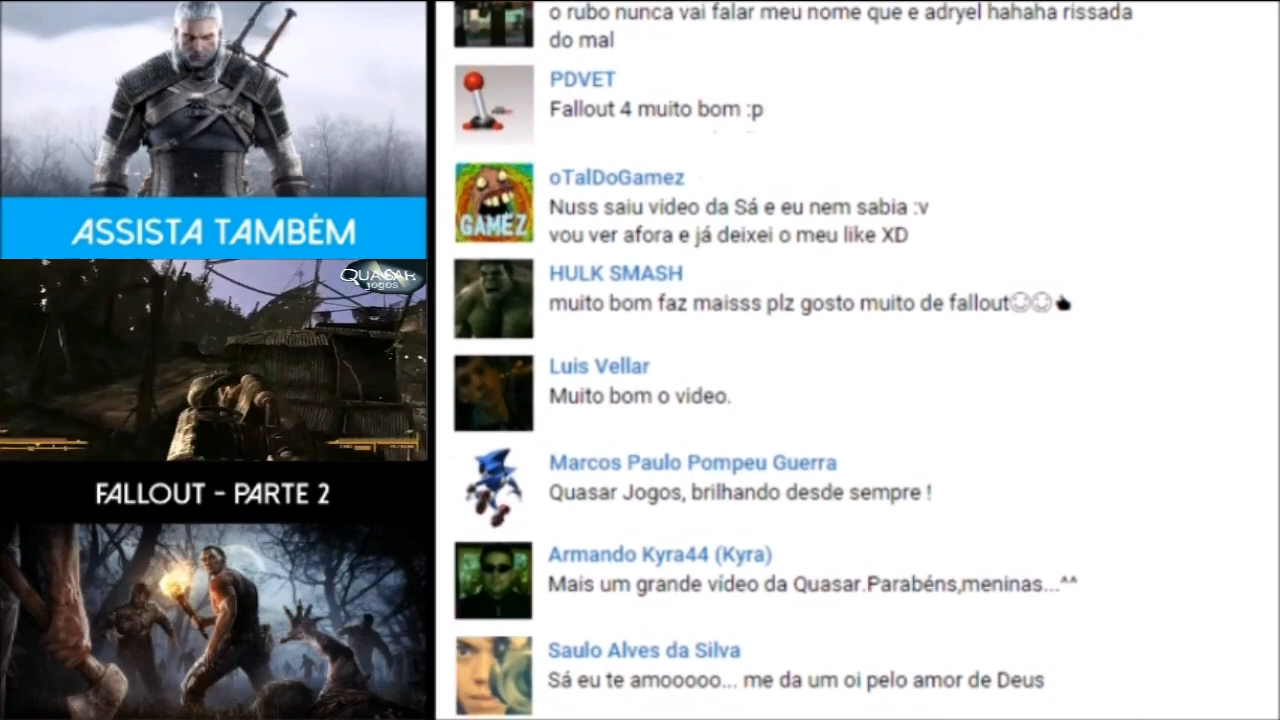 ASSISTA TAMBÉM
QUASAR
JOGOS
FALLOUT - PARTE 2
o rubo nunca vai falar meu nome que e adryel hahaha rissada
do mal
PDVET
Fallout 4 muito bom :p
GAMEZ
oTalDoGamez
Nuss saiu video da Sá e eu nem sabia :v
vou ver afora e já deixei o meu like XD
HULK SMASH
muito bom faz maisss plz gosto muito de fallout
Luis Vellar
Muito bom o video.
Marcos Paulo Pompeu Guerra
Quasar Jogos, brilhando desde sempre !
Armando Kyra44 (Kyra)
Mais um grande vídeo da Quasar.Parabéns,meninas...^^
Saulo Alves da Silva
Sá eu te amooooo... me da um oi pelo amor de Deus